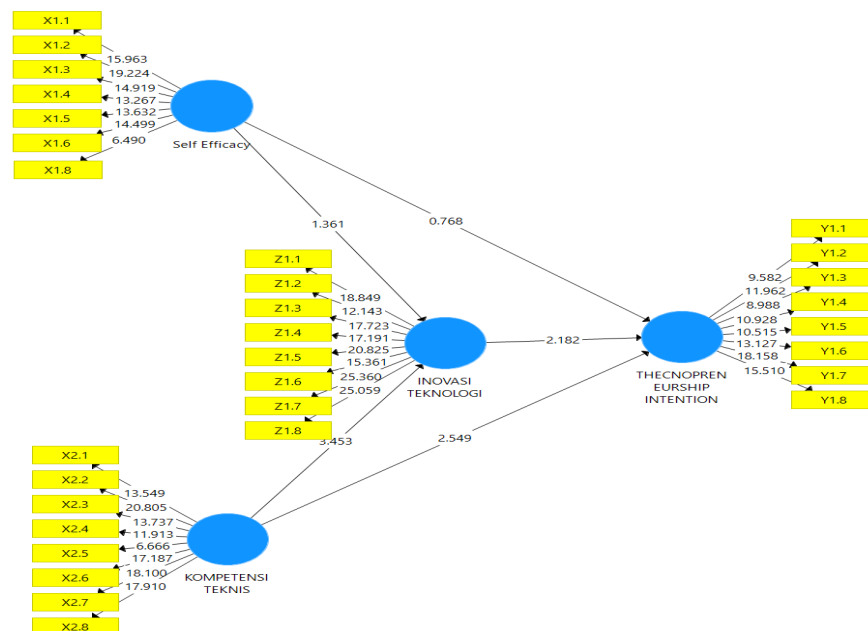 X1.1
X1.2
X1.3
X1.4
X1.5
X1.6
X1.8
15.963
19.224
14.919
13.267
13.632
14.499
6.490
Self Efficacy
1.361
0.768
Z1.1
Z1.2
Z1.3
Z1.4
Z1.5
Z1.6
Z1.7
Z1.8
18.849
12.143
17.723
17.191
20.825
15.361
25.360
25.059
INOVASI
TEKNOLOGI
2.182
3.453
2.549
Y1.1
Y1.2
Y1.3
Y1.4
Y1.5
Y1.6
Y1.7
Y1.8
9.582
11.962
8.988
10.928
10.515
13.127
18.158
15.510
THECNOPREN
EURSHIP
INTENTION
X2.1
X2.2
X2.3
X2.4
X2.5
X2.6
X2.7
X2.8
13.549
20.805
13.737
11.913
6.666
17.187
18.100
17.910
KOMPETENSI
TEKNIS